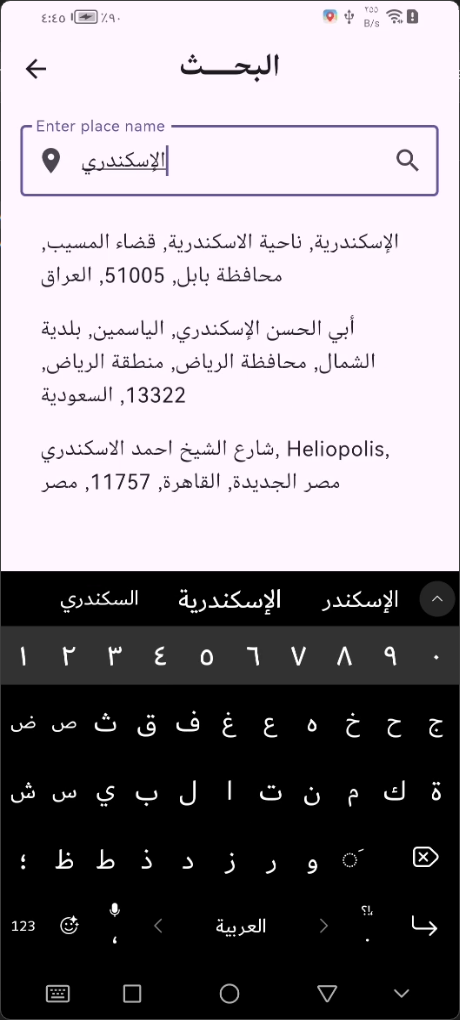 ٤:٤٥ ٪٩٠ ٢٥٥ B/s
البحـــث
Enter place name
الإسكندري
الإسكندرية, ناحية الاسكندرية, قضاء المسيب,
محافظة بابل, 51005, العراق
أبي الحسن الإسكندري, الياسمين, بلدية
الشمال, محافظة الرياض, منطقة الرياض,
13322, السعودية
شارع الشيخ احمد الاسكندري, Heliopolis,
مصر الجديدة, القاهرة, 11757, مصر
الإسكندر الإسكندرية السكندري
١ ٢ ٣ ٤ ٥ ٦ ٧ ٨ ٩ ٠
ض ص ث ق ف غ ع ه خ ح ج
ش س ي ب ل ا ت ن م ك ة
؛ ظ ط ذ د ز ر و ◌َ
123 ، < العربية > !؟ .